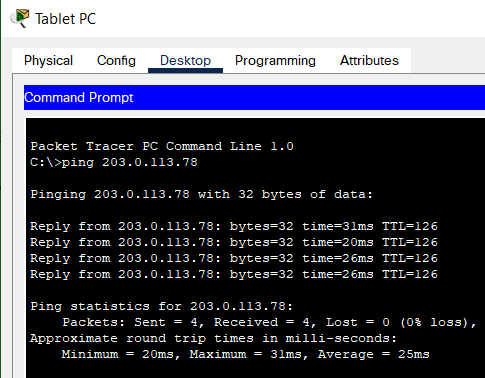 Tablet PC
Physical Config Desktop Programming Attributes
Command Prompt
Packet Tracer PC Command Line 1.0
C:\>ping 203.0.113.78
Pinging 203.0.113.78 with 32 bytes of data:
Reply from 203.0.113.78: bytes=32 time=31ms TTL=126
Reply from 203.0.113.78: bytes=32 time=20ms TTL=126
Reply from 203.0.113.78: bytes=32 time=26ms TTL=126
Reply from 203.0.113.78: bytes=32 time=26ms TTL=126
Ping statistics for 203.0.113.78:
Packets: Sent = 4, Received = 4, Lost = 0 (0% loss),
Approximate round trip times in milli-seconds:
Minimum = 20ms, Maximum = 31ms, Average = 25ms